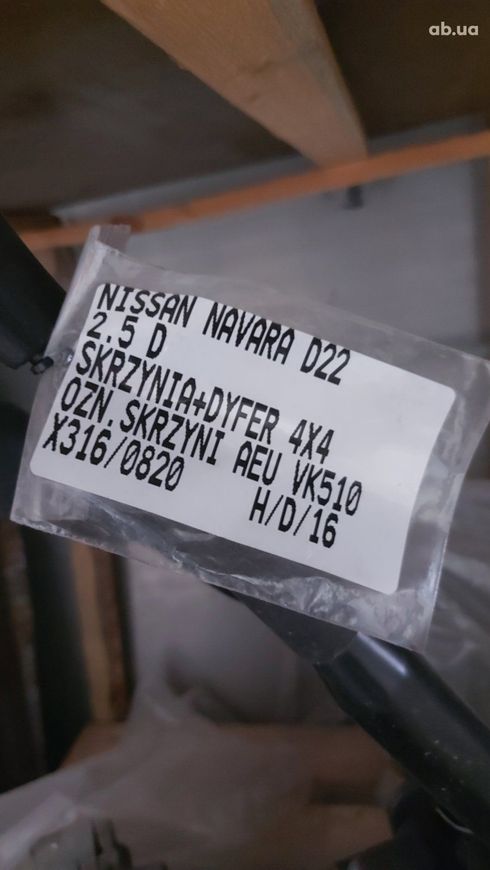 ab.ua
NISSAN NAVARA D22
2.5 D
SKRZYNIA+DYFER 4X4
OZN.SKRZYNI AEU VK510
X316/0820 H/D/16